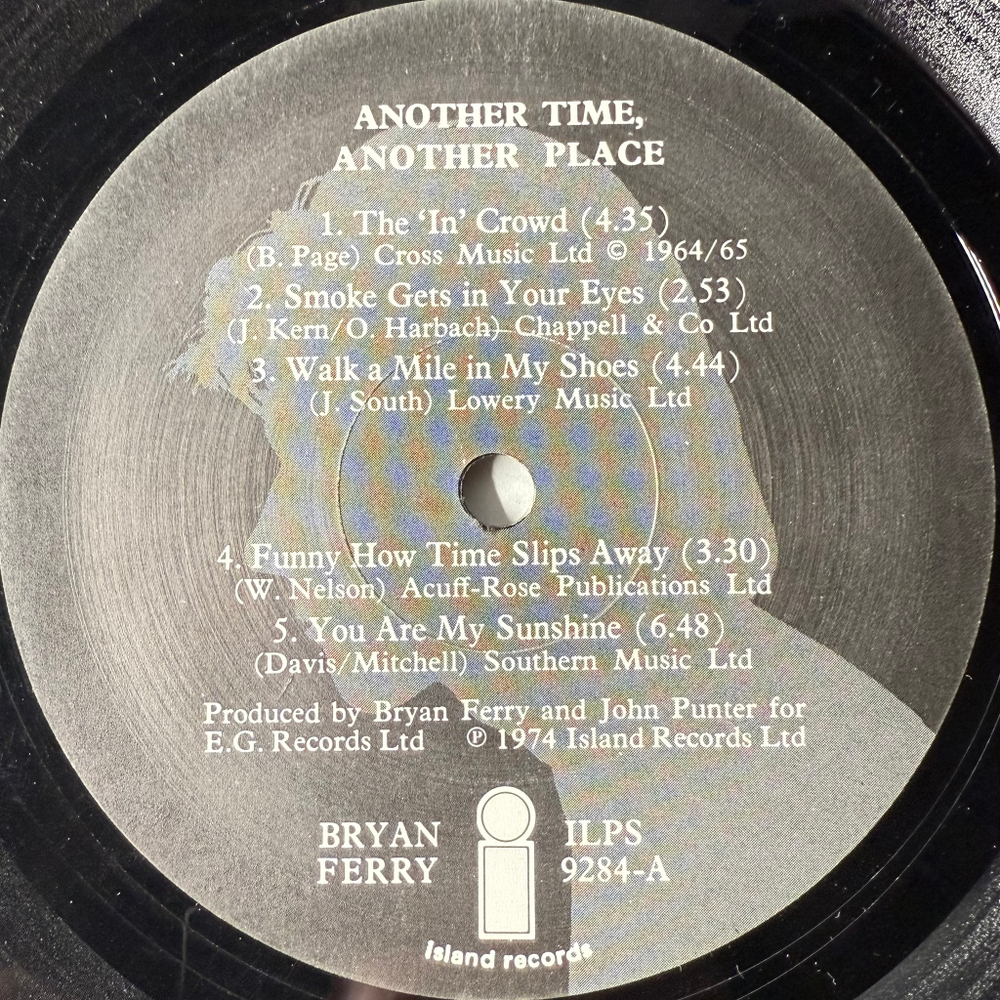 ANOTHER TIME,
ANOTHER PLACE
1. The ‘In’ Crowd (4.35)
(B. Page) Cross Music Ltd © 1964/65
2. Smoke Gets in Your Eyes (2.53)
(J. Kern/O. Harbach) Chappell & Co Ltd
3. Walk a Mile in My Shoes (4.44)
(J. South) Lowery Music Ltd
4. Funny How Time Slips Away (3.30)
(W. Nelson) Acuff-Rose Publications Ltd
5. You Are My Sunshine (6.48)
(Davis/Mitchell) Southern Music Ltd
Produced by Bryan Ferry and John Punter for
E.G. Records Ltd ℗ 1974 Island Records Ltd
BRYAN FERRY
ILPS 9284-A
island records